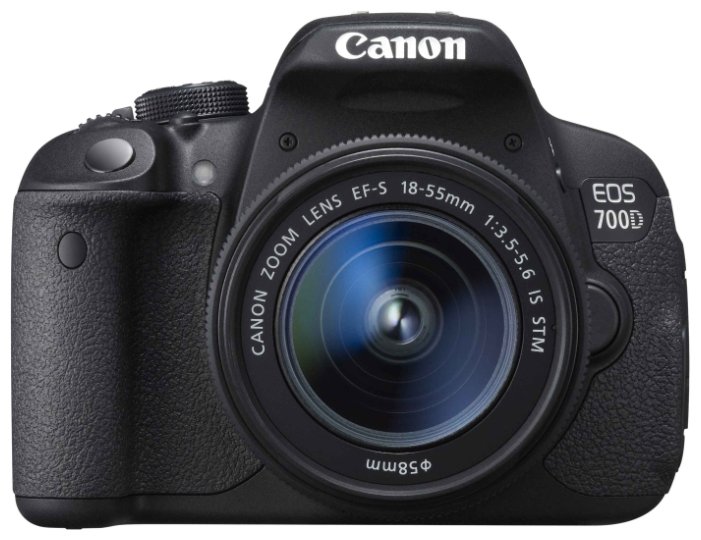 Canon
EOS
700D
CANON ZOOM LENS EF-S 18-55mm 1:3.5-5.6 IS STM
Φ58mm